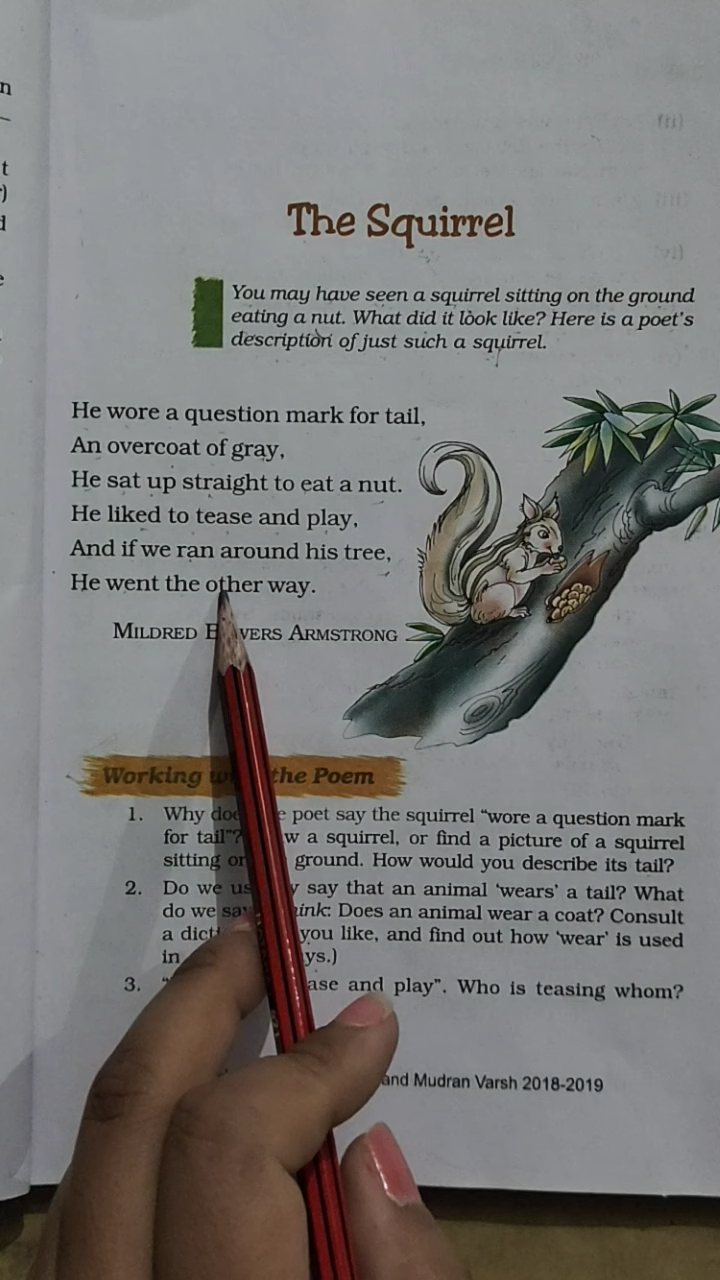 The Squirrel
You may have seen a squirrel sitting on the ground
eating a nut. What did it look like? Here is a poet's
description of just such a squirrel.
He wore a question mark for tail,
An overcoat of gray,
He sat up straight to eat a nut.
He liked to tease and play,
And if we ran around his tree,
He went the other way.
MILDRED ARMSTRONG
Working the Poem
1. Why poet say the squirrel "wore a question mark
for tail"? a squirrel, or find a picture of a squirrel
sitting ground. How would you describe its tail?
2. Do we say that an animal 'wears' a tail? What
do we Does an animal wear a coat? Consult
a you like, and find out how 'wear' is used
in
3. and play". Who is teasing whom?
and Mudran Varsh 2018-2019